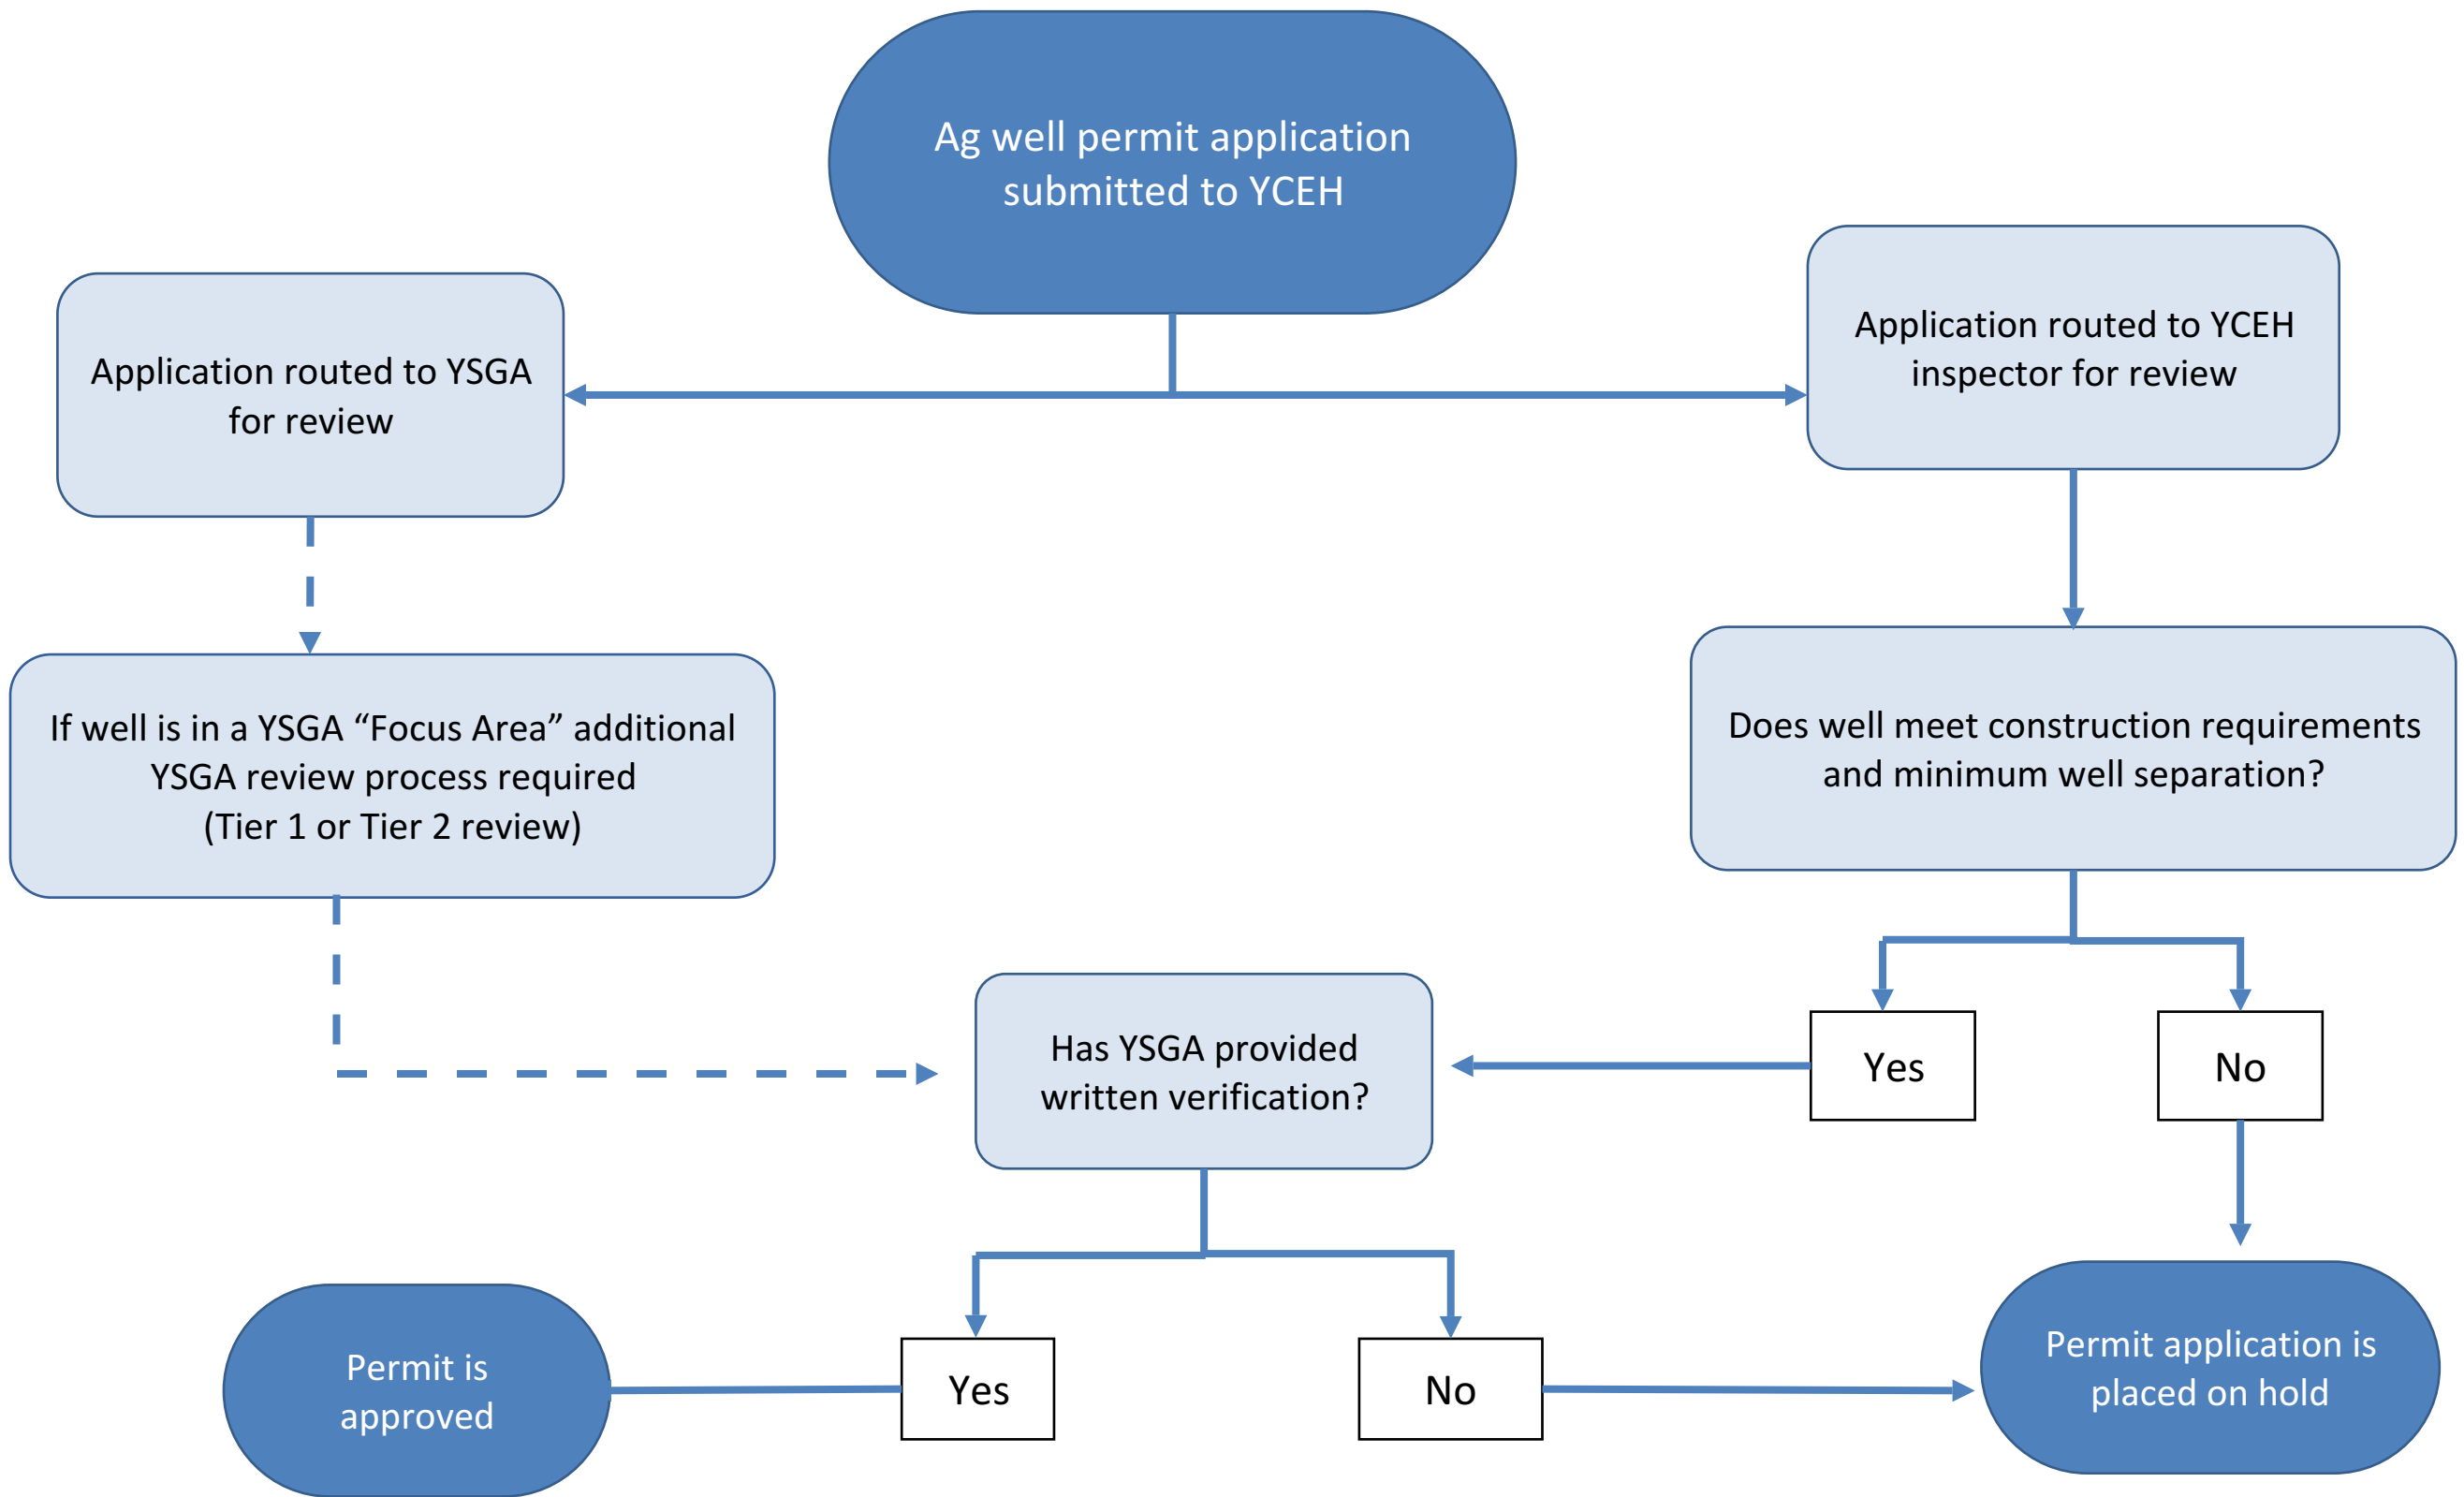 Ag well permit application
submitted to YCEH
Application routed to YSGA
for review
Application routed to YCEH
inspector for review
If well is in a YSGA “Focus Area” additional
YSGA review process required
(Tier 1 or Tier 2 review)
Does well meet construction requirements
and minimum well separation?
Has YSGA provided
written verification?
Yes
No
Permit is
approved
Yes
No
Permit application is
placed on hold